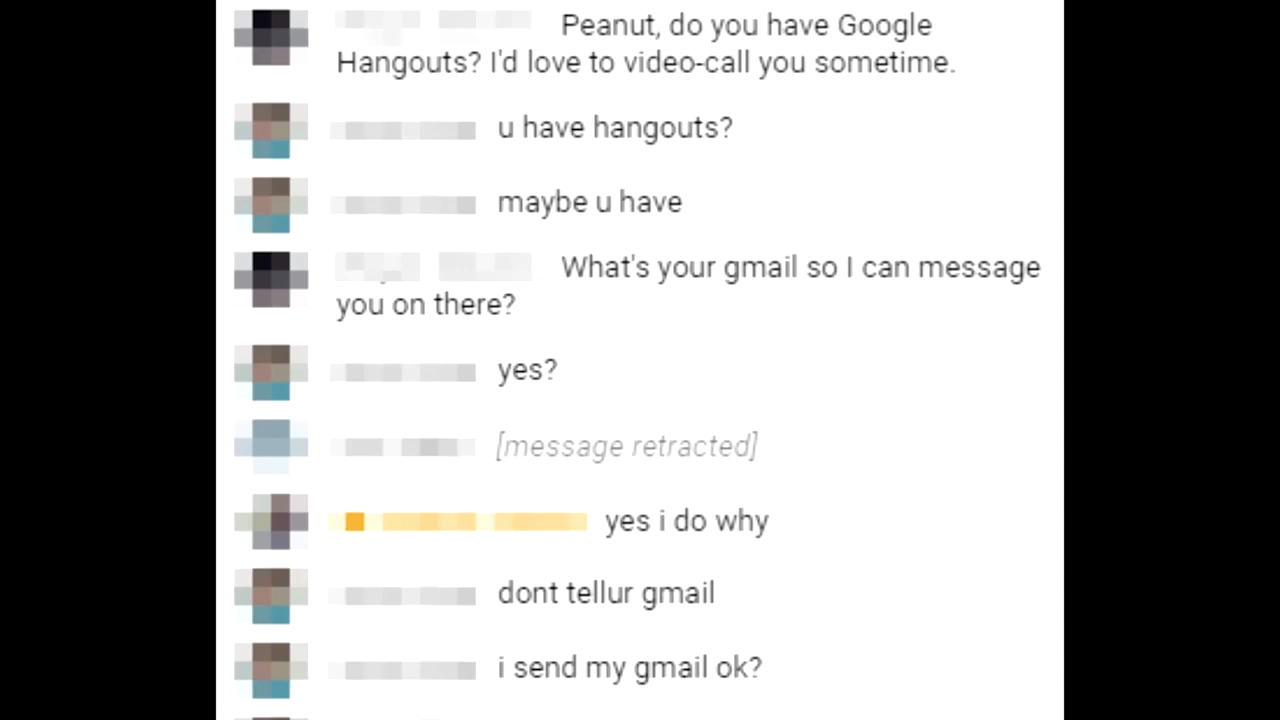 Peanut, do you have Google
Hangouts? I'd love to video-call you sometime.
u have hangouts?
maybe u have
What's your gmail so I can message
you on there?
yes?
[message retracted]
yes i do why
dont tellur gmail
i send my gmail ok?